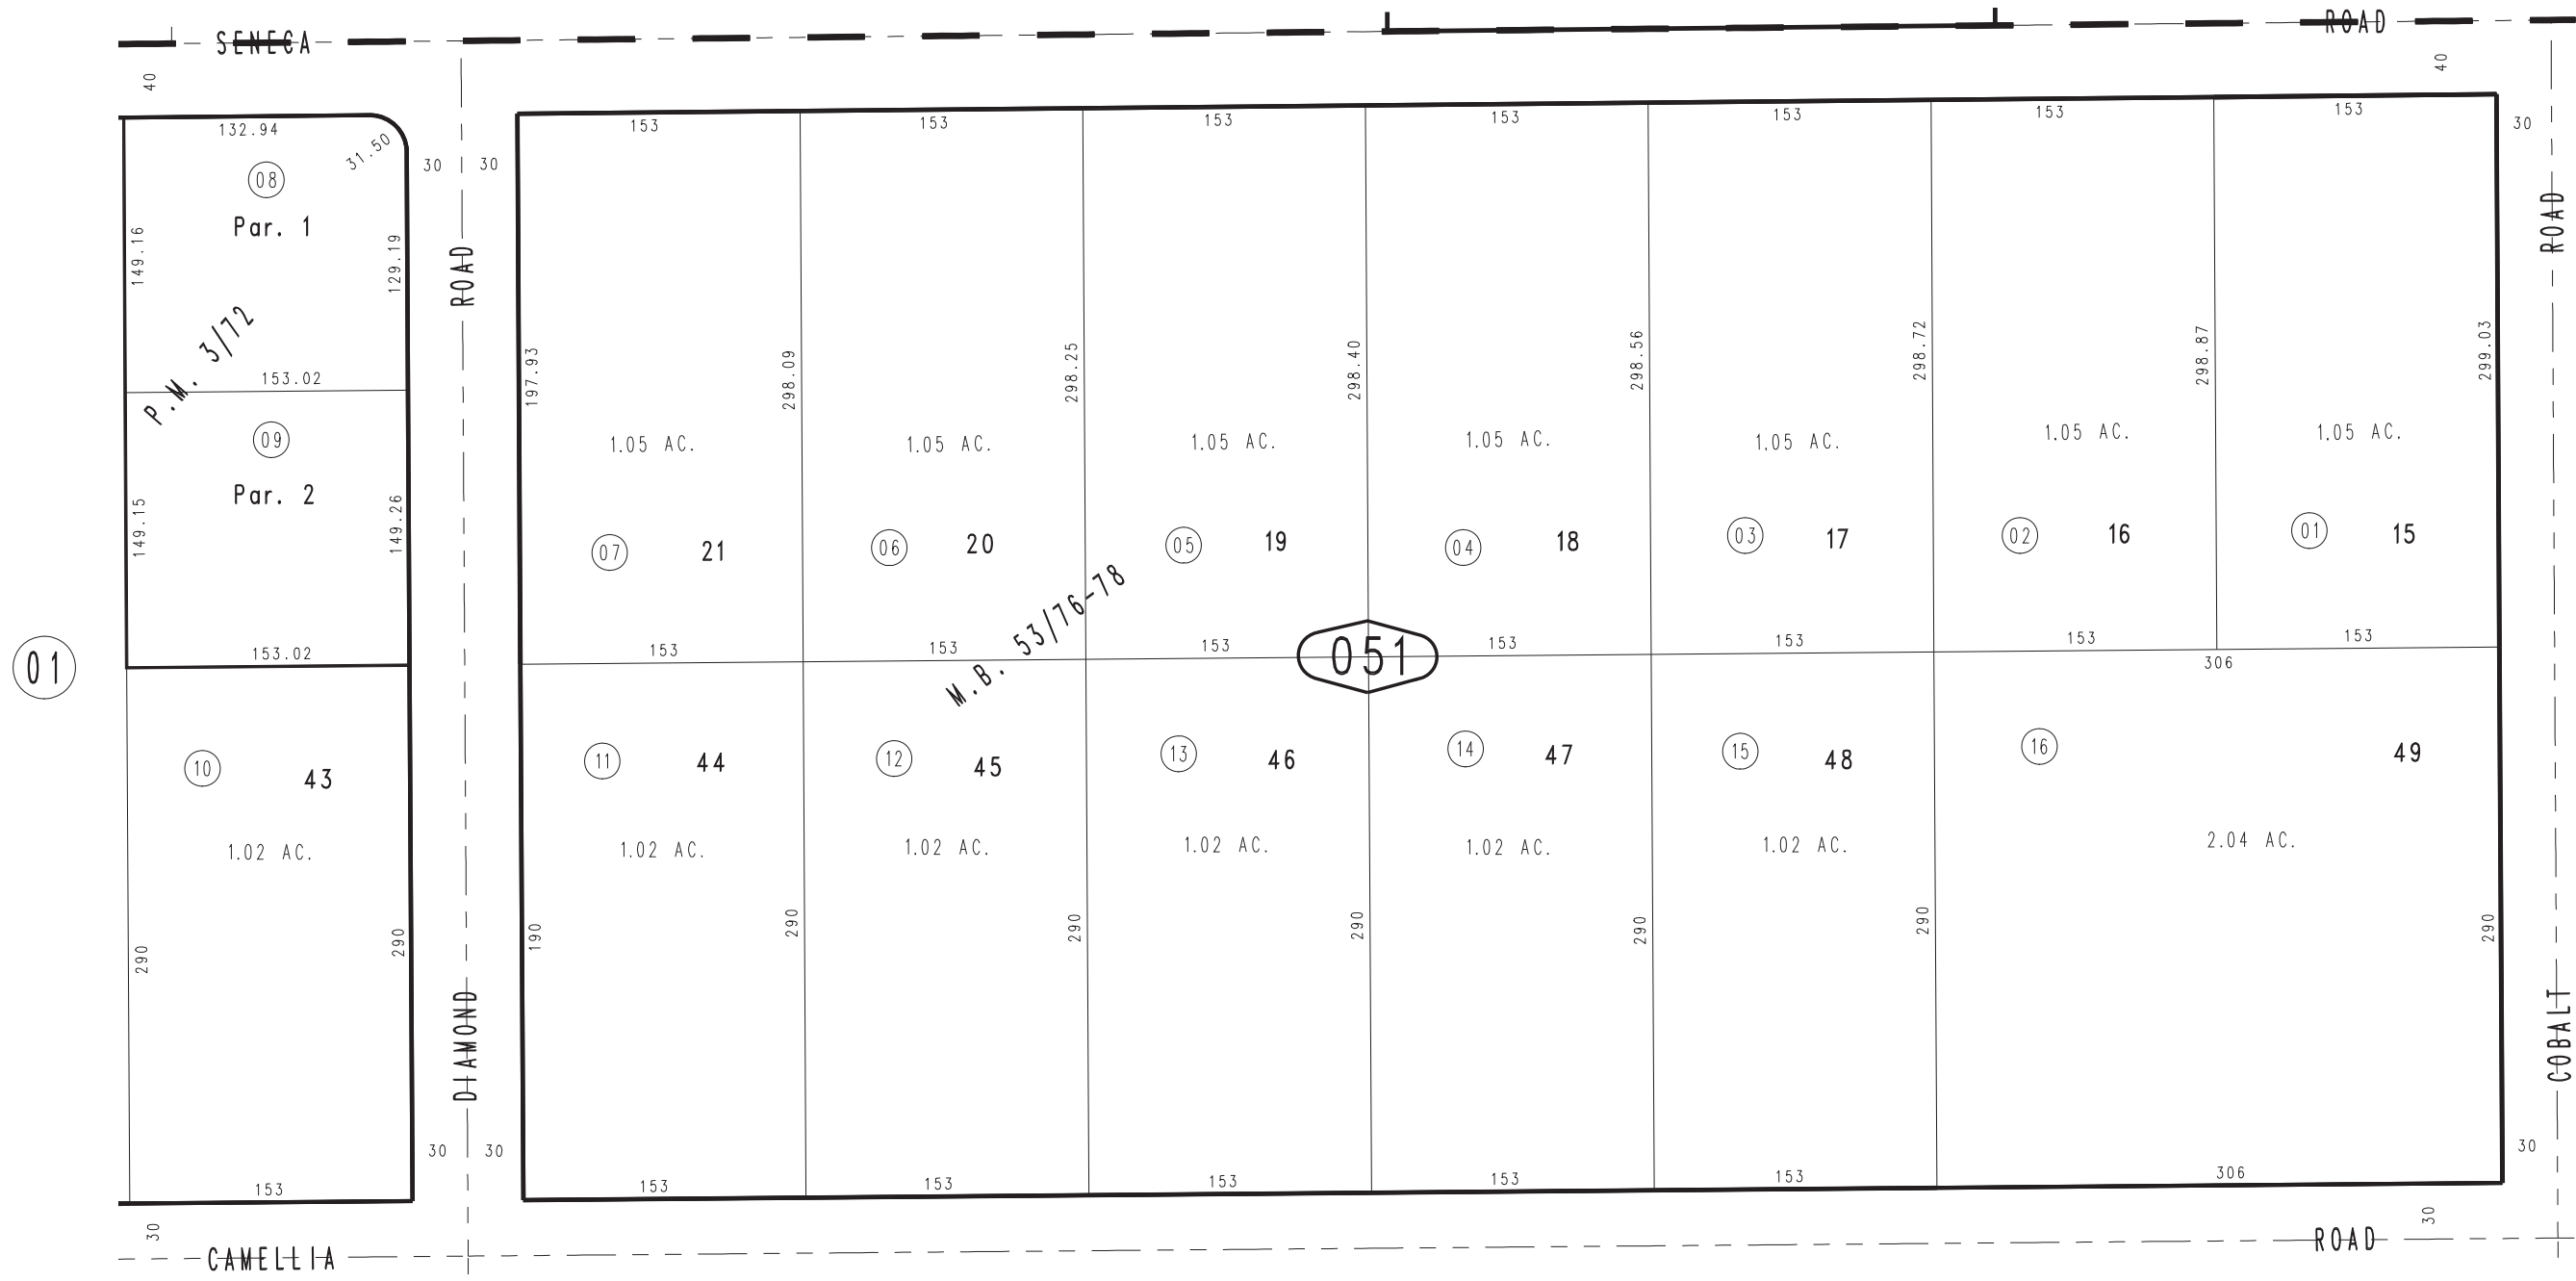 SENECA ROAD
40 40
132.94 153 153 153 153 153 153 153
31.50 30 30 30
08
Par. 1
149.16 129.19 ROAD ROAD
P.M. 3/72
153.02 197.93 298.09 298.25 298.40 298.56 298.72 298.87 299.03
09 1.05 AC. 1.05 AC. 1.05 AC. 1.05 AC. 1.05 AC. 1.05 AC. 1.05 AC.
Par. 2
149.15 149.26
07 21 06 20 05 19 04 18 03 17 02 16 01 15
M.B. 53/76-78
01 153.02 153 153 153 051 153 153 153 153
306
10 43 11 44 12 45 13 46 14 47 15 48 16 49
1.02 AC. 1.02 AC. 1.02 AC. 1.02 AC. 1.02 AC. 1.02 AC. 2.04 AC.
290 290 190 290 290 290 290 290 290
DIAMOND COBALT
30 30 30
153 153 153 153 153 153 306
30 30
CAMELLIA ROAD